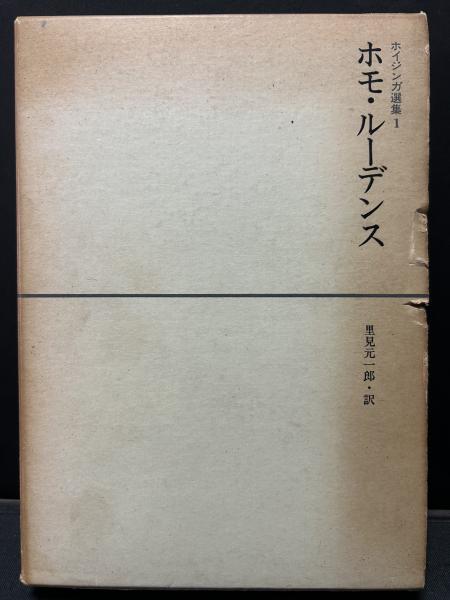 ホイジンガ選集1
ホモ・ルーデンス
里見元一郎・訳